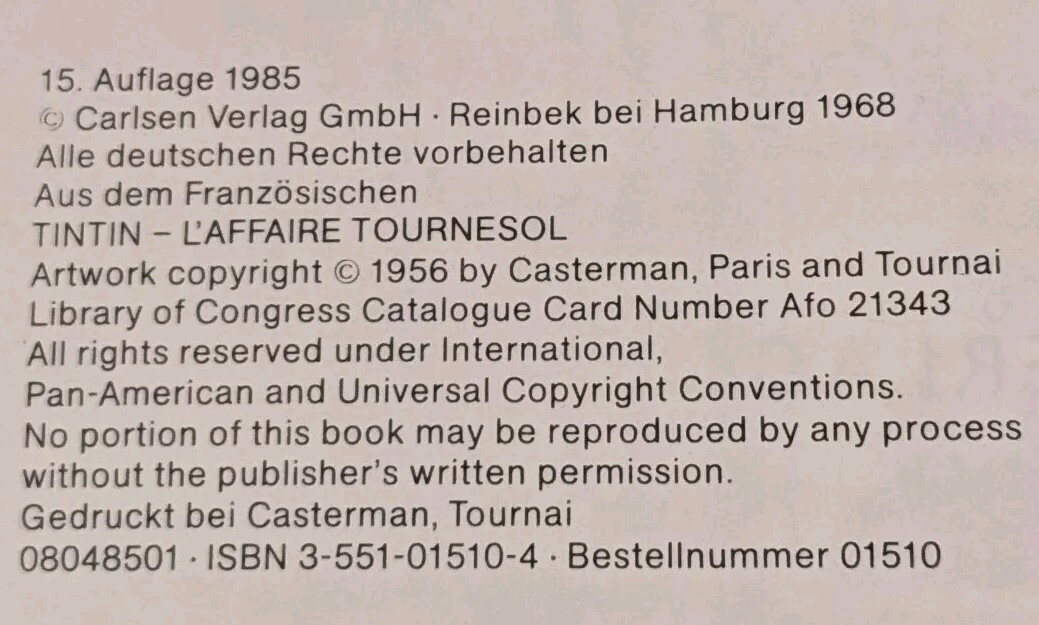 15. Auflage 1985
© Carlsen Verlag GmbH · Reinbek bei Hamburg 1968
Alle deutschen Rechte vorbehalten
Aus dem Französischen
TINTIN – L'AFFAIRE TOURNESOL
Artwork copyright © 1956 by Casterman, Paris and Tournai
Library of Congress Catalogue Card Number Afo 21343
All rights reserved under International,
Pan-American and Universal Copyright Conventions.
No portion of this book may be reproduced by any process
without the publisher's written permission.
Gedruckt bei Casterman, Tournai
08048501 · ISBN 3-551-01510-4 · Bestellnummer 01510